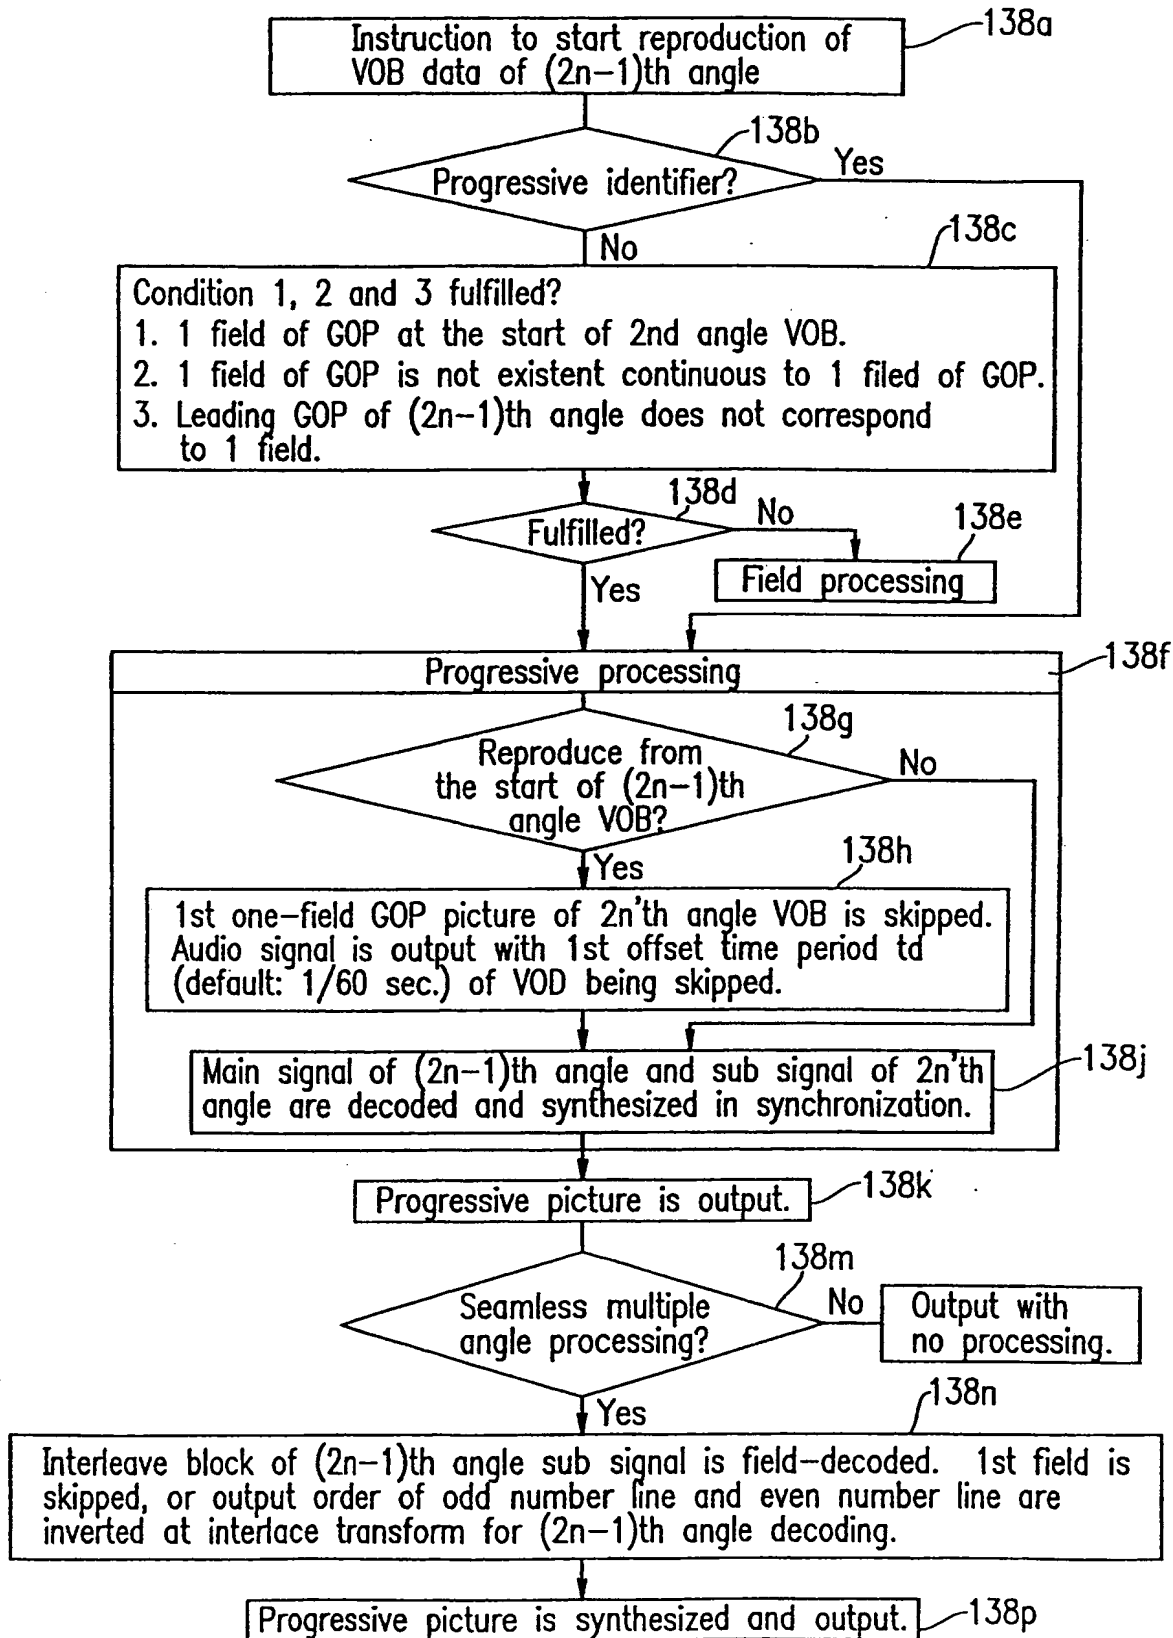 138a
Instruction to start reproduction of
VOB data of (2n-1)th angle
138b
Progressive identifier?
Yes
No
138c
Condition 1, 2 and 3 fulfilled?
1. 1 field of GOP at the start of 2nd angle VOB.
2. 1 field of GOP is not existent continuous to 1 filed of GOP.
3. Leading GOP of (2n-1)th angle does not correspond
to 1 field.
138d
Fulfilled?
No
138e
Field processing
Yes
138f
Progressive processing
138g
Reproduce from
the start of (2n-1)th
angle VOB?
No
Yes
138h
1st one-field GOP picture of 2n'th angle VOB is skipped.
Audio signal is output with 1st offset time period td
(default: 1/60 sec.) of VOD being skipped.
138j
Main signal of (2n-1)th angle and sub signal of 2n'th
angle are decoded and synthesized in synchronization.
138k
Progressive picture is output.
138m
Seamless multiple
angle processing?
No
Output with
no processing.
Yes
138n
Interleave block of (2n-1)th angle sub signal is field-decoded. 1st field is
skipped, or output order of odd number line and even number line are
inverted at interlace transform for (2n-1)th angle decoding.
Progressive picture is synthesized and output.
138p